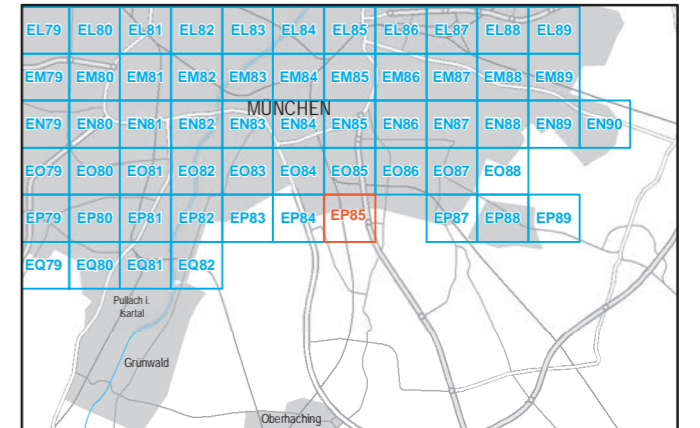 EL79 EL80 EL81 EL82 EL83 EL84 EL85 EL86 EL87 EL88 EL89
EM79 EM80 EM81 EM82 EM83 EM84 EM85 EM86 EM87 EM88 EM89
MÜNCHEN
EN79 EN80 EN81 EN82 EN83 EN84 EN85 EN86 EN87 EN88 EN89 EN90
EO79 EO80 EO81 EO82 EO83 EO84 EO85 EO86 EO87 EO88
EP79 EP80 EP81 EP82 EP83 EP84 EP85 EP87 EP88 EP89
EQ79 EQ80 EQ81 EQ82
Pullach i.
Isartal
Grünwald
Oberhaching